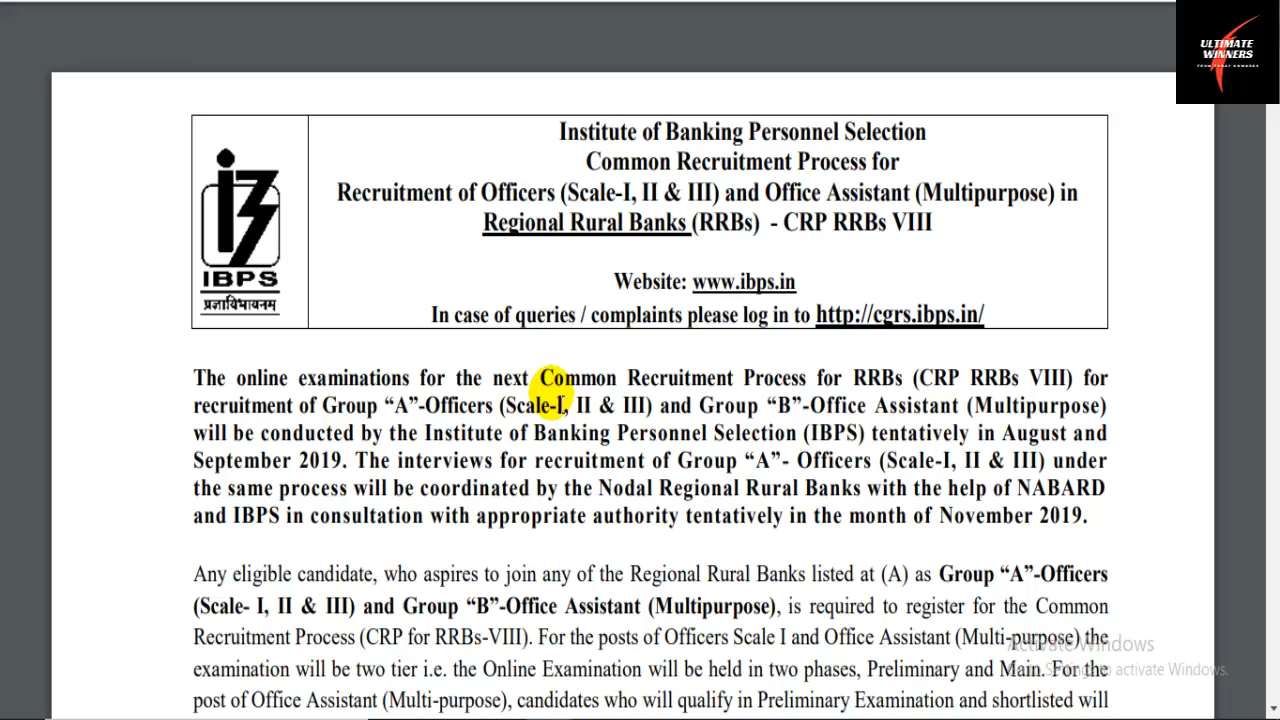 ULTIMATE
WINNERS
FROM TODAY ONWARDS
Institute of Banking Personnel Selection
Common Recruitment Process for
Recruitment of Officers (Scale-I, II & III) and Office Assistant (Multipurpose) in
Regional Rural Banks (RRBs) - CRP RRBs VIII
IBPS
प्रज्ञाविभायनम्
Website: www.ibps.in
In case of queries / complaints please log in to http://cgrs.ibps.in/
The online examinations for the next Common Recruitment Process for RRBs (CRP RRBs VIII) for
recruitment of Group “A”-Officers (Scale-I, II & III) and Group “B”-Office Assistant (Multipurpose)
will be conducted by the Institute of Banking Personnel Selection (IBPS) tentatively in August and
September 2019. The interviews for recruitment of Group “A”- Officers (Scale-I, II & III) under
the same process will be coordinated by the Nodal Regional Rural Banks with the help of NABARD
and IBPS in consultation with appropriate authority tentatively in the month of November 2019.
Any eligible candidate, who aspires to join any of the Regional Rural Banks listed at (A) as Group “A”-Officers
(Scale- I, II & III) and Group “B”-Office Assistant (Multipurpose), is required to register for the Common
Recruitment Process (CRP for RRBs-VIII). For the posts of Officers Scale I and Office Assistant (Multi-purpose) the
examination will be two tier i.e. the Online Examination will be held in two phases, Preliminary and Main. For the
post of Office Assistant (Multi-purpose), candidates who will qualify in Preliminary Examination and shortlisted will
Activate Windows
to activate Windows.